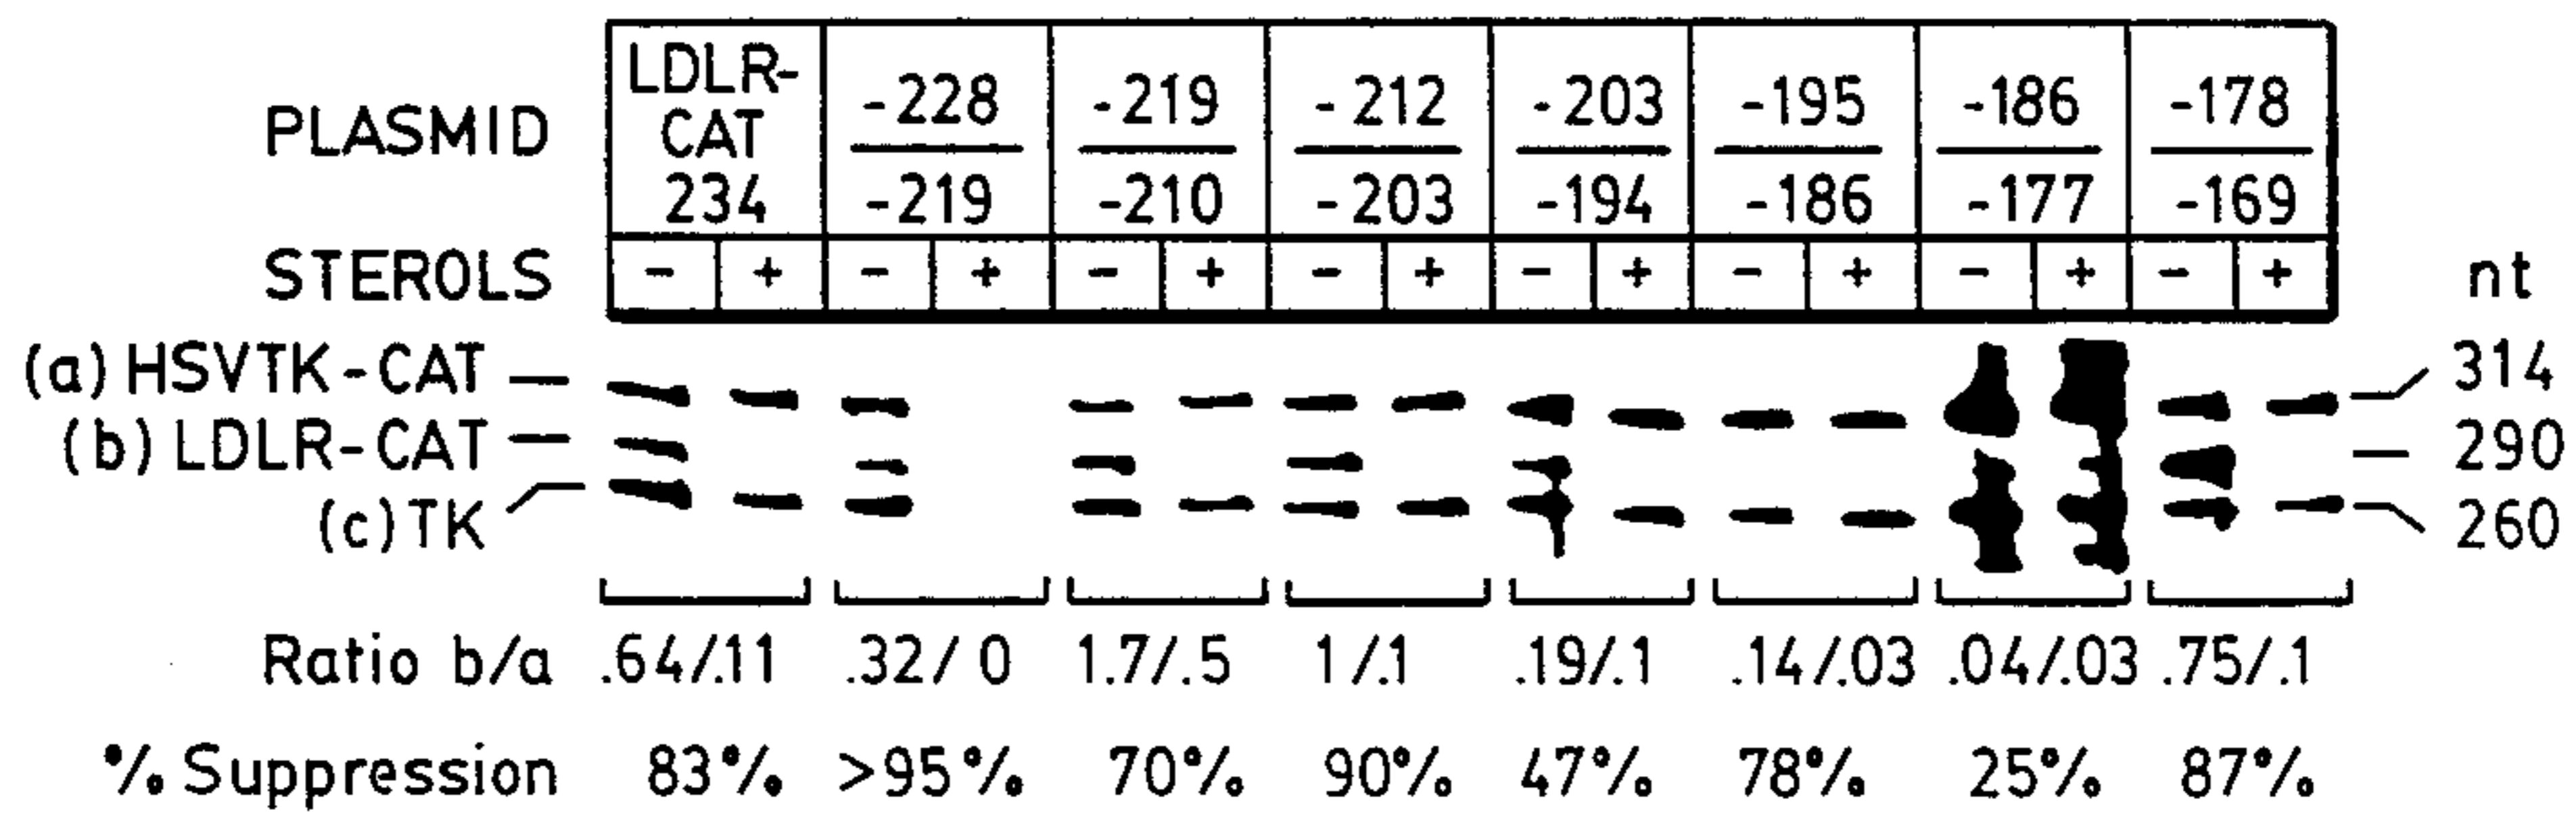 PLASMID LDLR-CAT 234 -228/-219 -219/-210 -212/-203 -203/-194 -195/-186 -186/-177 -178/-169
STEROLS - + - + - + - + - + - + - + - + nt
(a) HSVTK-CAT 314
(b) LDLR-CAT 290
(c) TK 260
Ratio b/a .64/.11 .32/0 1.7/.5 1/.1 .19/.1 .14/.03 .04/.03 .75/.1
% Suppression 83% >95% 70% 90% 47% 78% 25% 87%